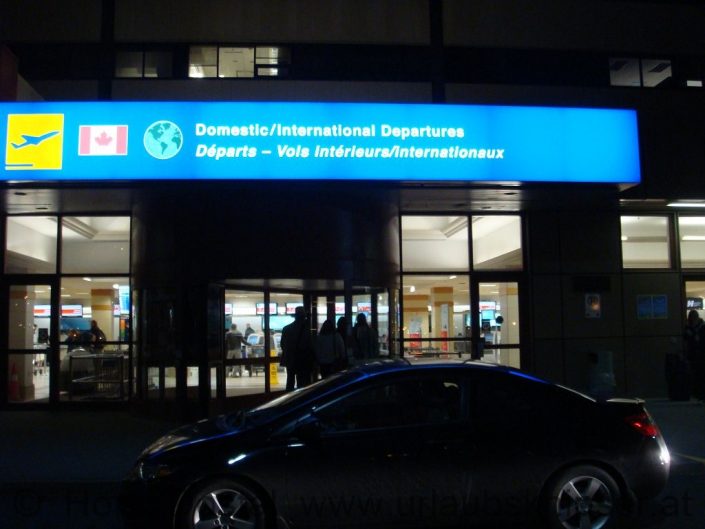 Domestic/International Departures
Départs – Vols Intérieurs/Internationaux